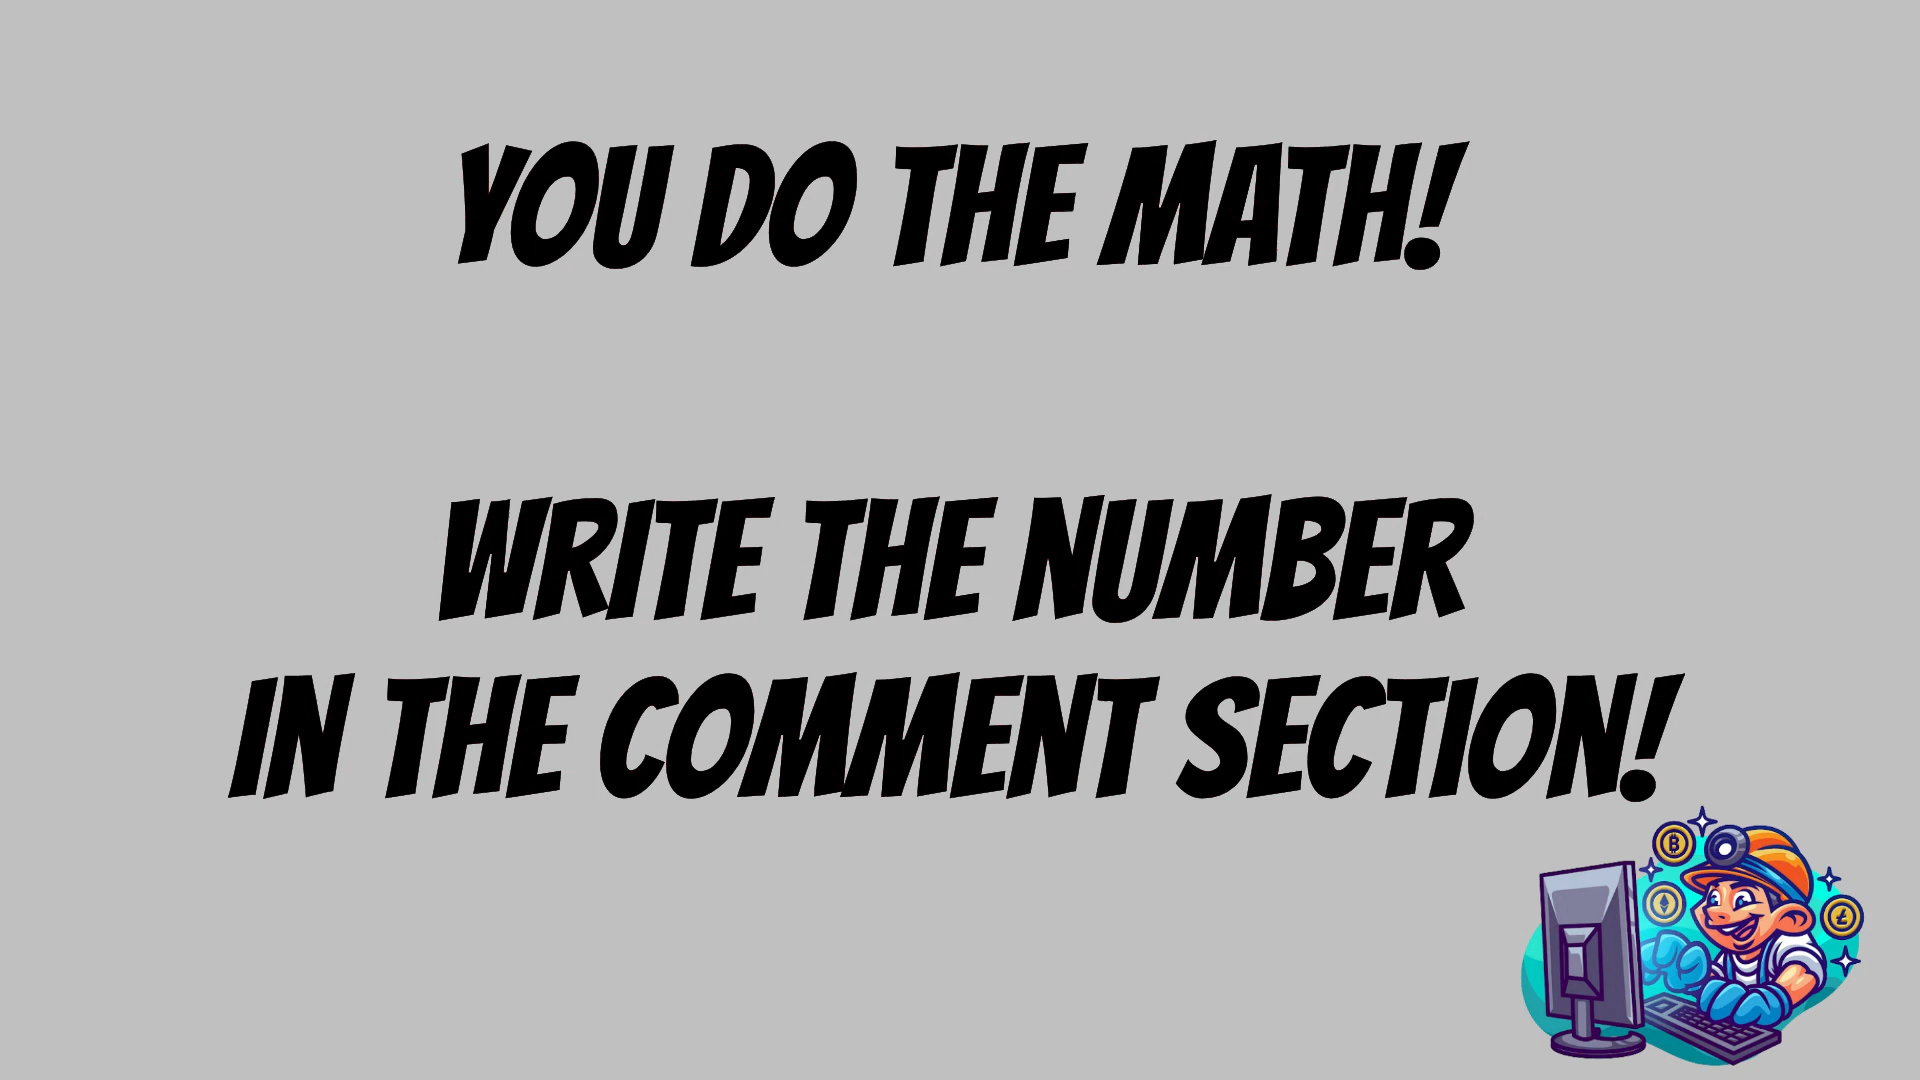 YOU DO THE MATH!
WRITE THE NUMBER
IN THE COMMENT SECTION!